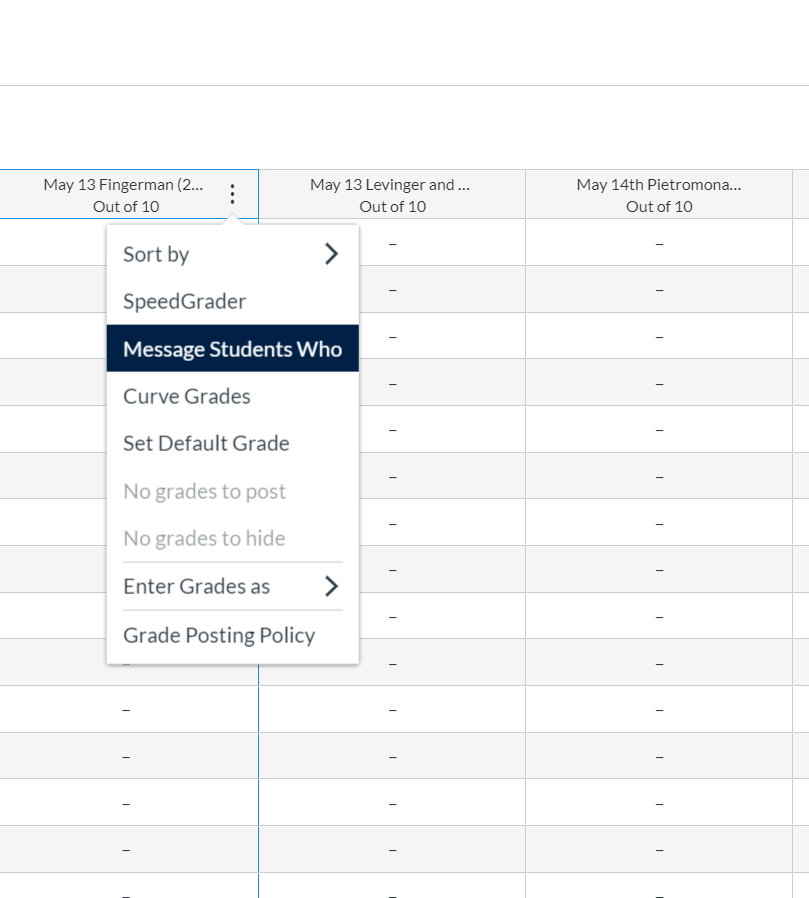 May 13 Fingerman (2...
Out of 10
May 13 Levinger and ...
Out of 10
May 14th Pietromona...
Out of 10
Sort by
SpeedGrader
Message Students Who
Curve Grades
Set Default Grade
No grades to post
No grades to hide
Enter Grades as
Grade Posting Policy
– –
– –
– –
– –
– –
– –
– –
– –
– –
– – –
– – –
– – –
– – –
– – –
– – –